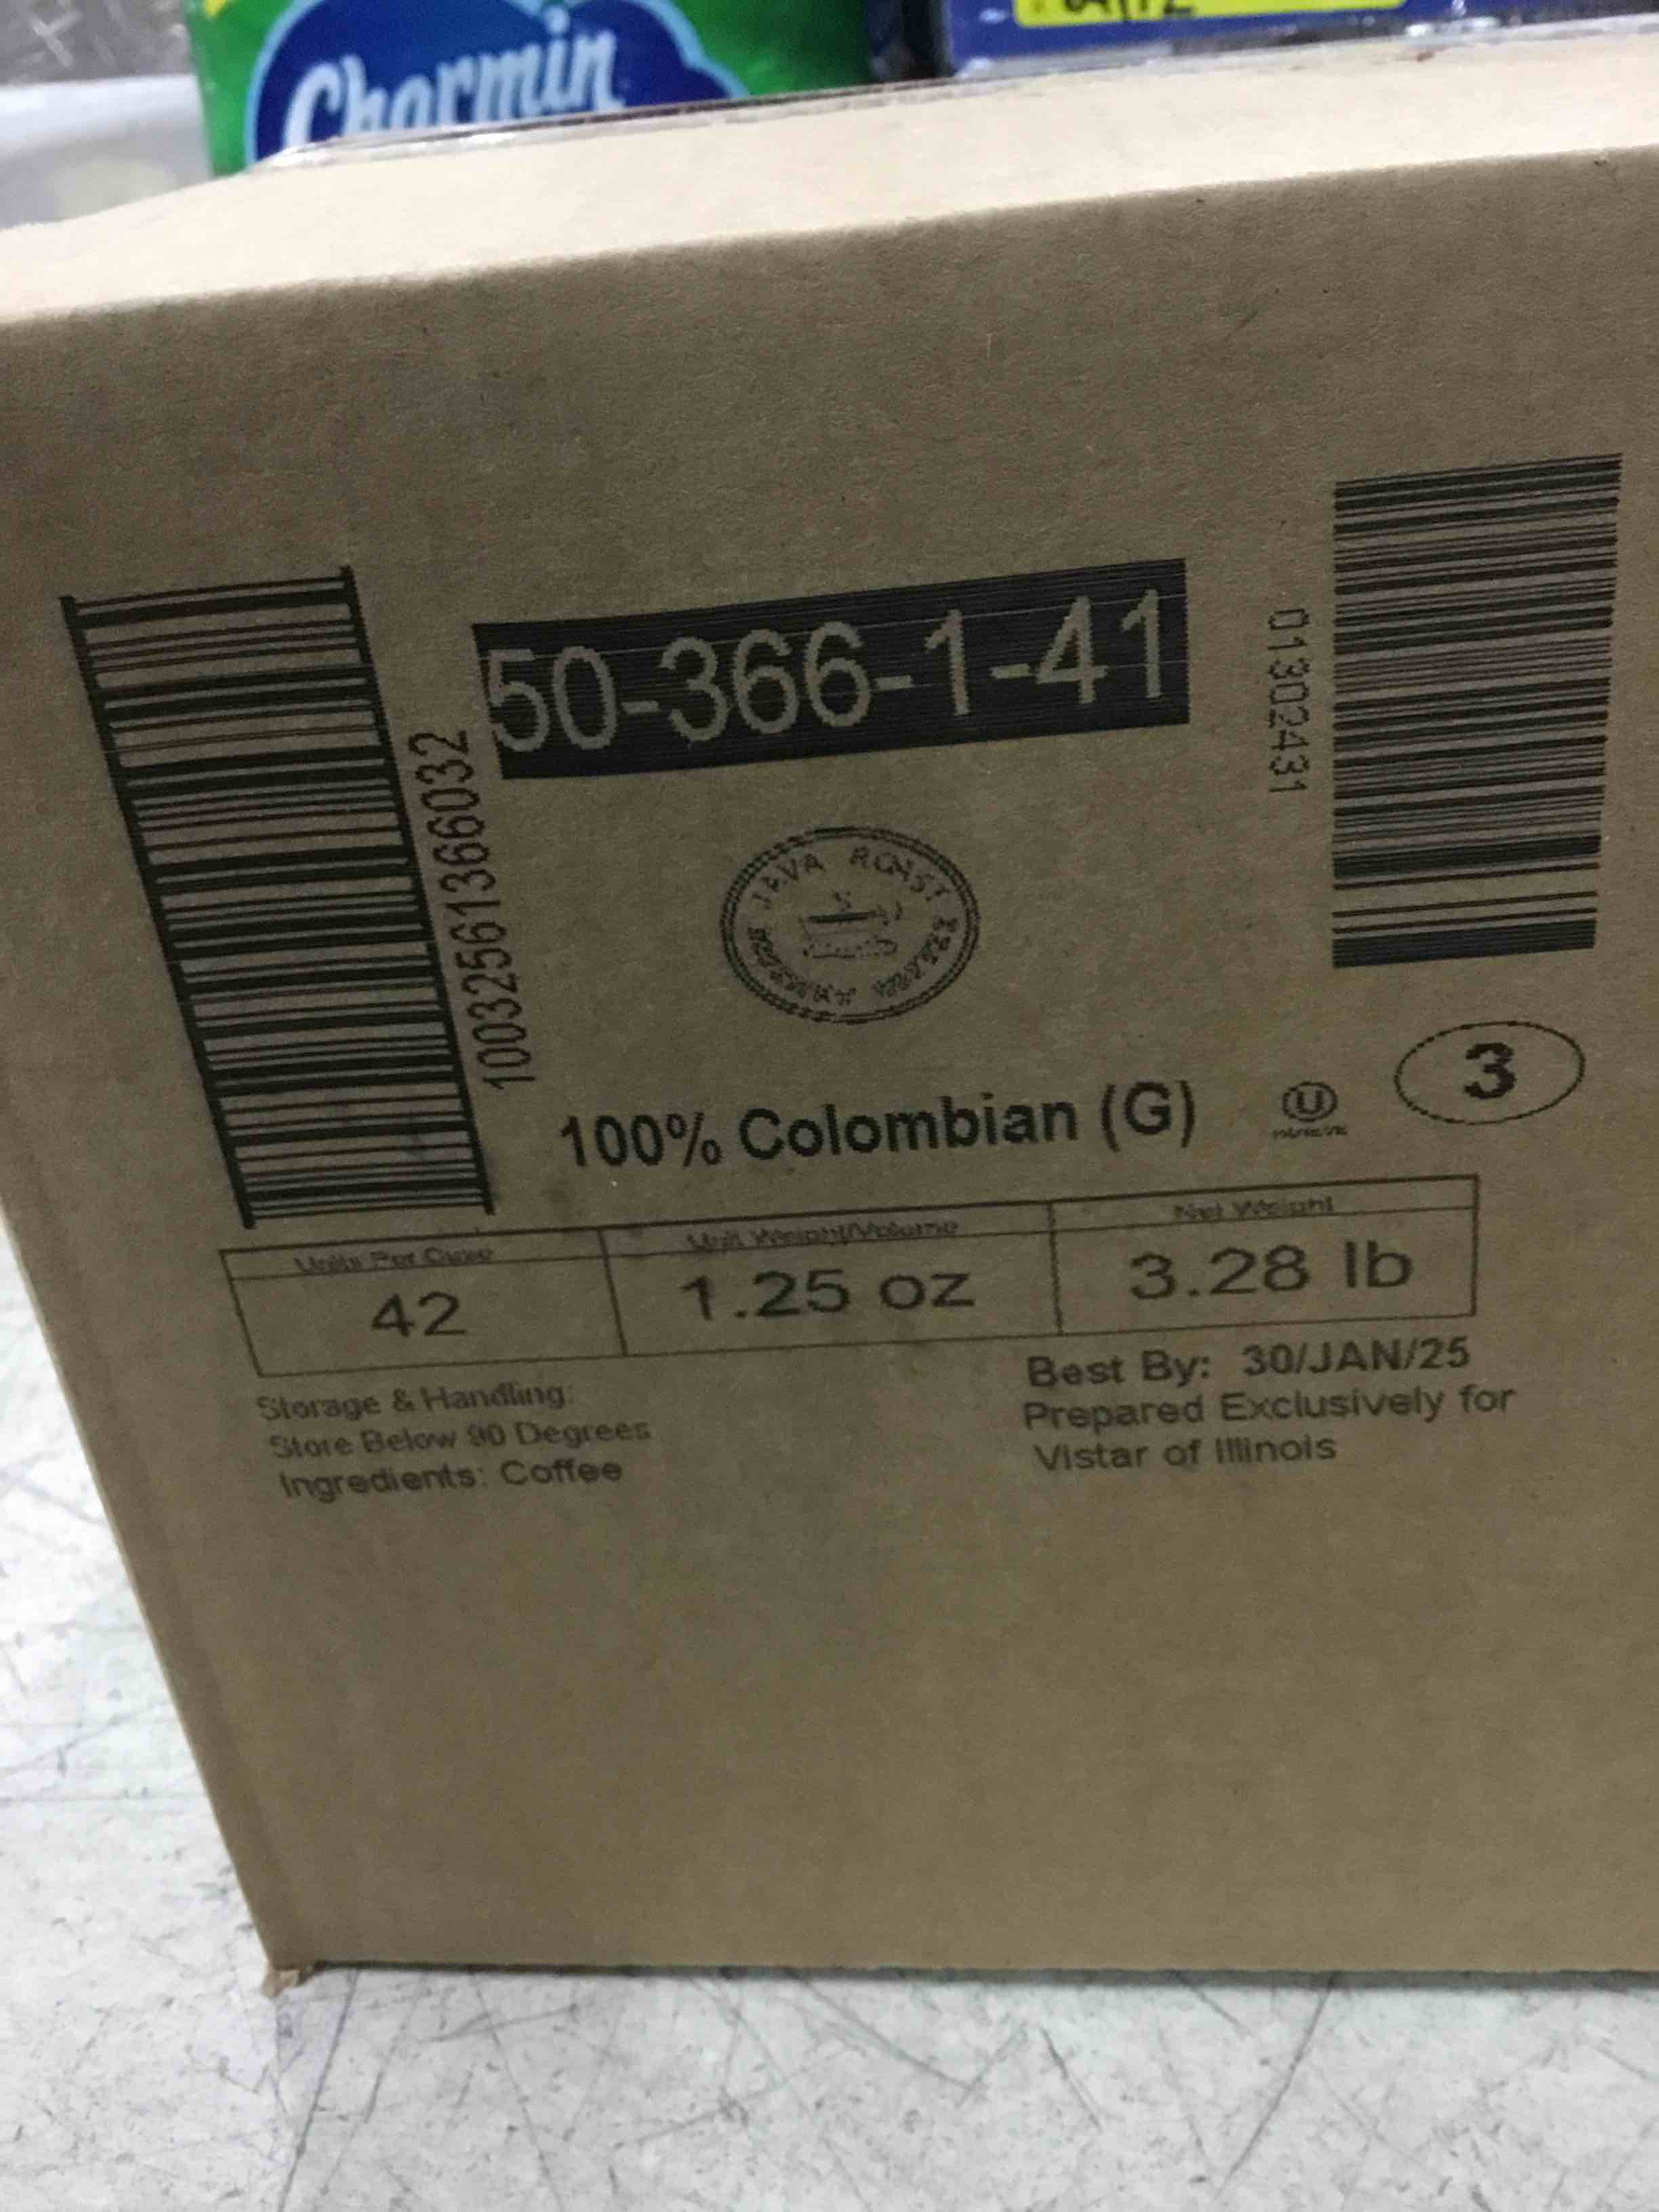 Charmin
50-366-1-41
10032561366032
01302431
JAVA ROAST
100% Colombian (G)
U
3
Units Per Case
Unit Weight/Volume
Net Weight
42
1.25 oz
3.28 lb
Storage & Handling:
Store Below 90 Degrees
Ingredients: Coffee
Best By: 30/JAN/25
Prepared Exclusively for
Vistar of Illinois